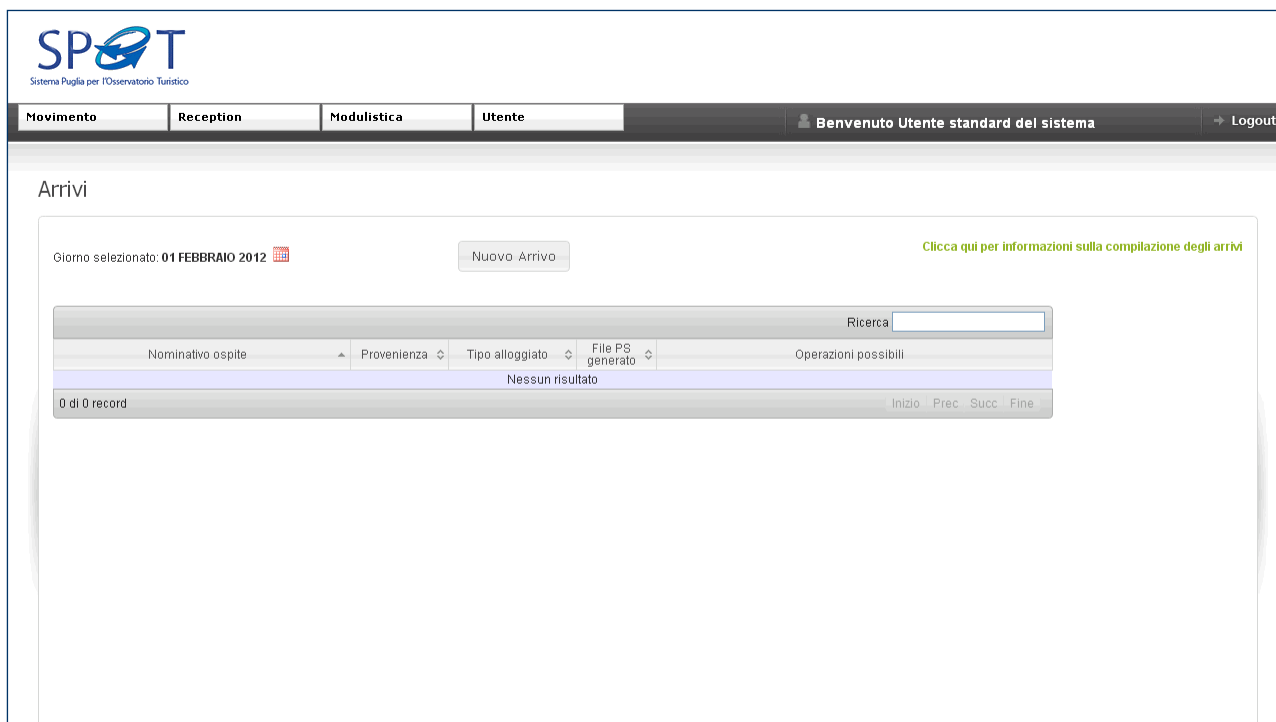 SPOT
Sistema Puglia per l'Osservatorio Turistico
Movimento Reception Modulistica Utente Benvenuto Utente standard del sistema Logout
Arrivi
Giorno selezionato: 01 FEBBRAIO 2012 Nuovo Arrivo Clicca qui per informazioni sulla compilazione degli arrivi
Ricerca
Nominativo ospite Provenienza Tipo alloggiato File PS generato Operazioni possibili
Nessun risultato
0 di 0 record Inizio Prec Succ Fine